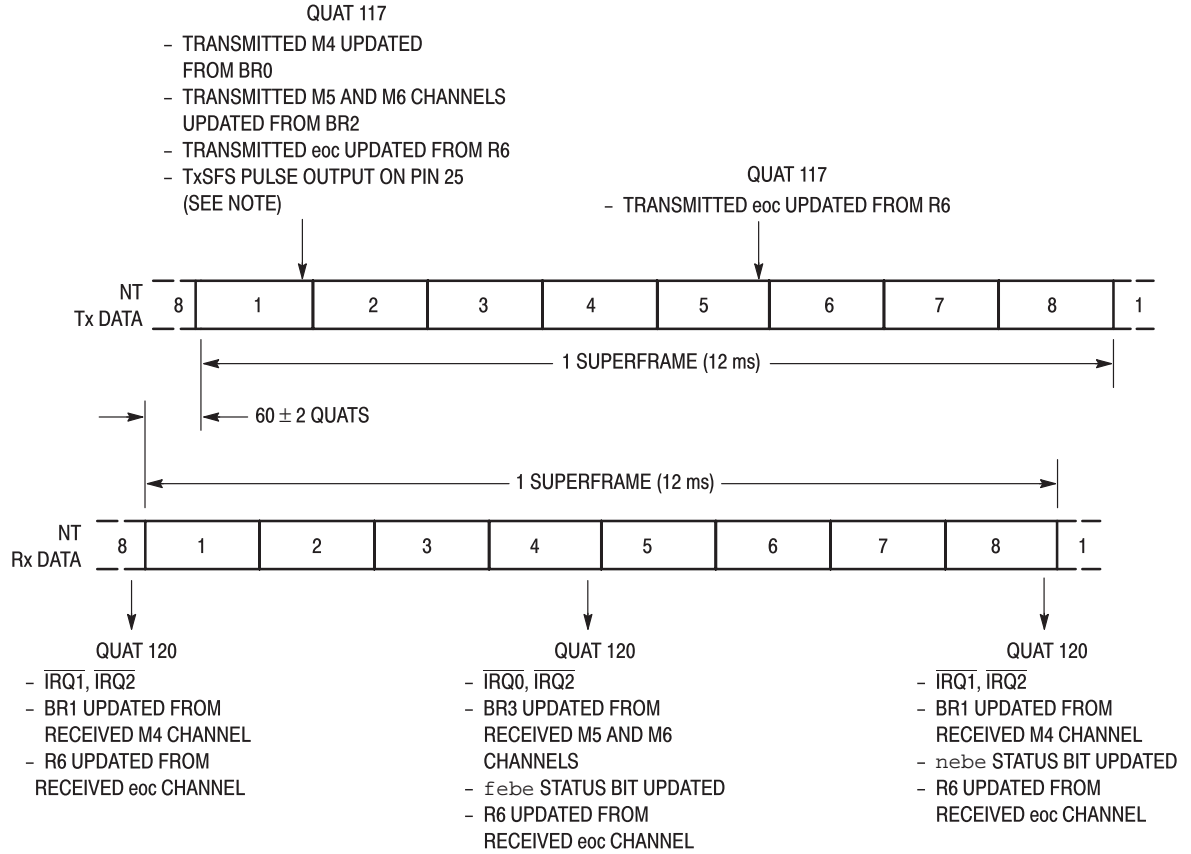 QUAT 117
– TRANSMITTED M4 UPDATED
FROM BR0
– TRANSMITTED M5 AND M6 CHANNELS
UPDATED FROM BR2
– TRANSMITTED eoc UPDATED FROM R6
– TxSFS PULSE OUTPUT ON PIN 25
(SEE NOTE)
QUAT 117
– TRANSMITTED eoc UPDATED FROM R6
NT
Tx DATA
8 1 2 3 4 5 6 7 8 1
1 SUPERFRAME (12 ms)
60 ± 2 QUATS
1 SUPERFRAME (12 ms)
NT
Rx DATA
8 1 2 3 4 5 6 7 8 1
QUAT 120
– I̅R̅Q̅1̅, I̅R̅Q̅2̅
– BR1 UPDATED FROM
RECEIVED M4 CHANNEL
– R6 UPDATED FROM
RECEIVED eoc CHANNEL
QUAT 120
– I̅R̅Q̅0̅, I̅R̅Q̅2̅
– BR3 UPDATED FROM
RECEIVED M5 AND M6
CHANNELS
– febe STATUS BIT UPDATED
– R6 UPDATED FROM
RECEIVED eoc CHANNEL
QUAT 120
– I̅R̅Q̅1̅, I̅R̅Q̅2̅
– BR1 UPDATED FROM
RECEIVED M4 CHANNEL
– nebe STATUS BIT UPDATED
– R6 UPDATED FROM
RECEIVED eoc CHANNEL